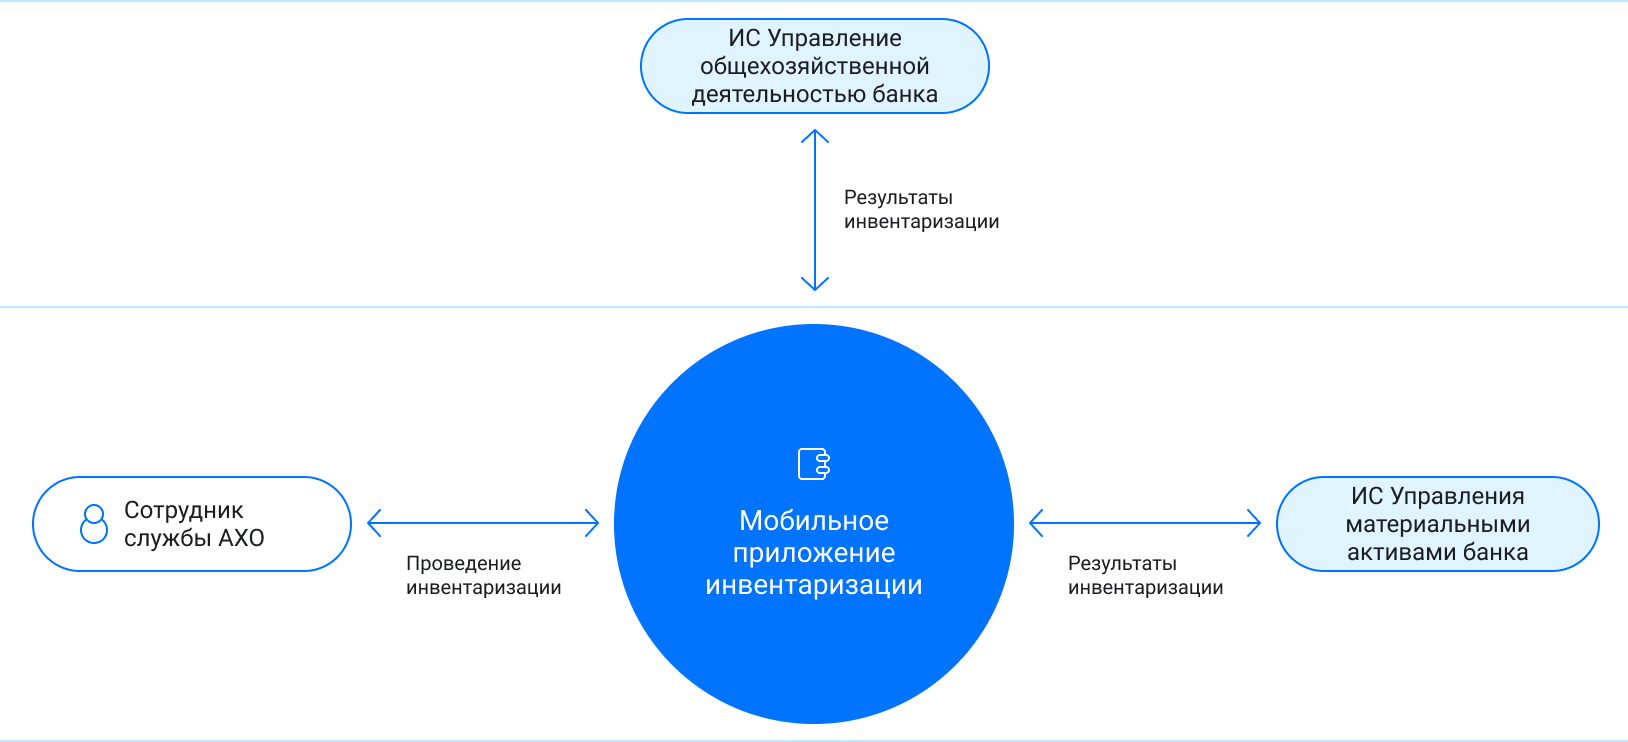 ИС Управление
общехозяйственной
деятельностью банка
Результаты
инвентаризации
Сотрудник
службы АХО
Проведение
инвентаризации
Мобильное
приложение
инвентаризации
Результаты
инвентаризации
ИС Управления
материальными
активами банка